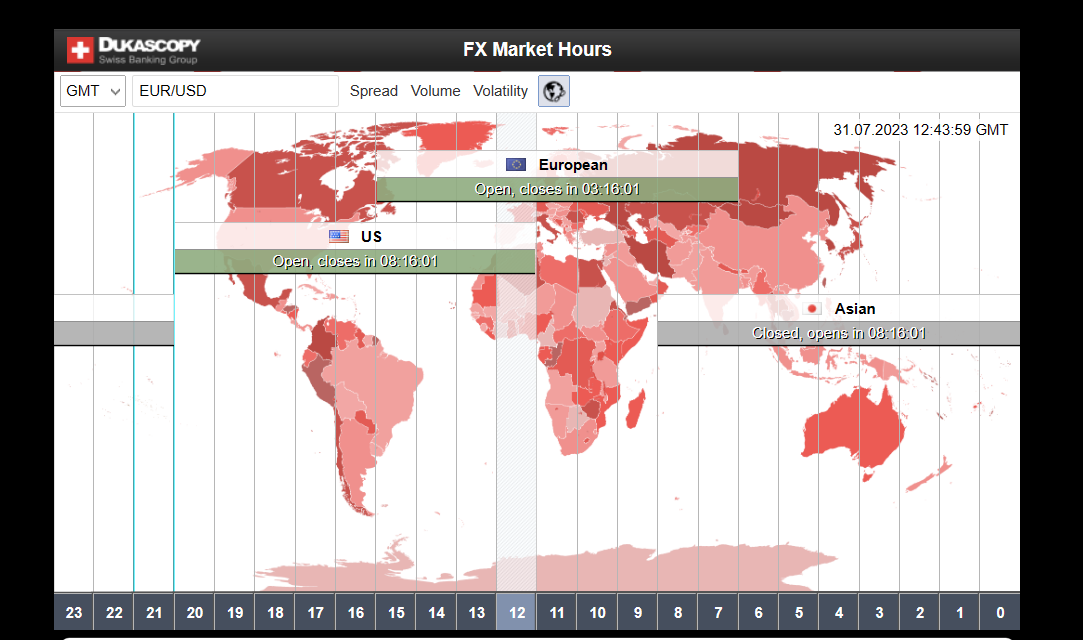 DUKASCOPY
Swiss Banking Group
FX Market Hours
GMT
EUR/USD
Spread Volume Volatility
31.07.2023 12:43:59 GMT
European
Open, closes in 03:16:01
US
Open, closes in 08:16:01
Asian
Closed, opens in 08:16:01
23 22 21 20 19 18 17 16 15 14 13 12 11 10 9 8 7 6 5 4 3 2 1 0